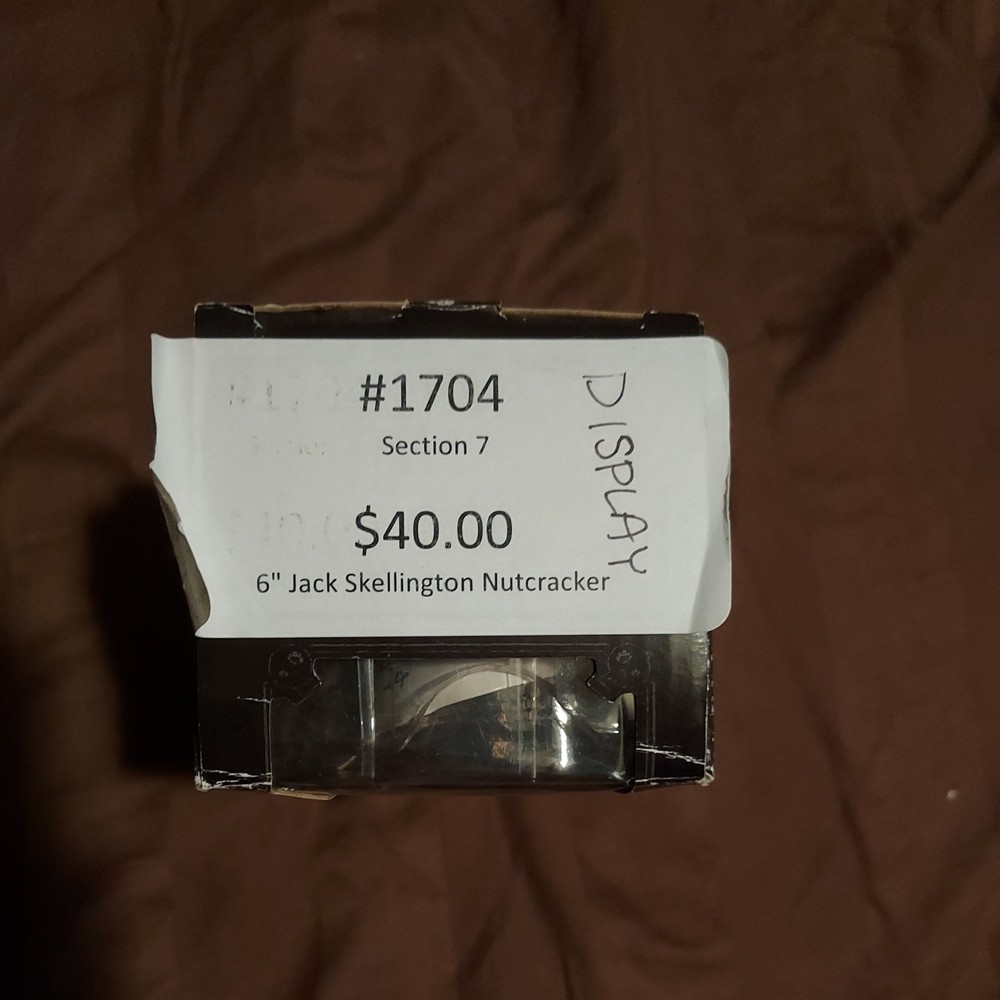 #1704
Section 7
$40.00
6" Jack Skellington Nutcracker
DISPLAY